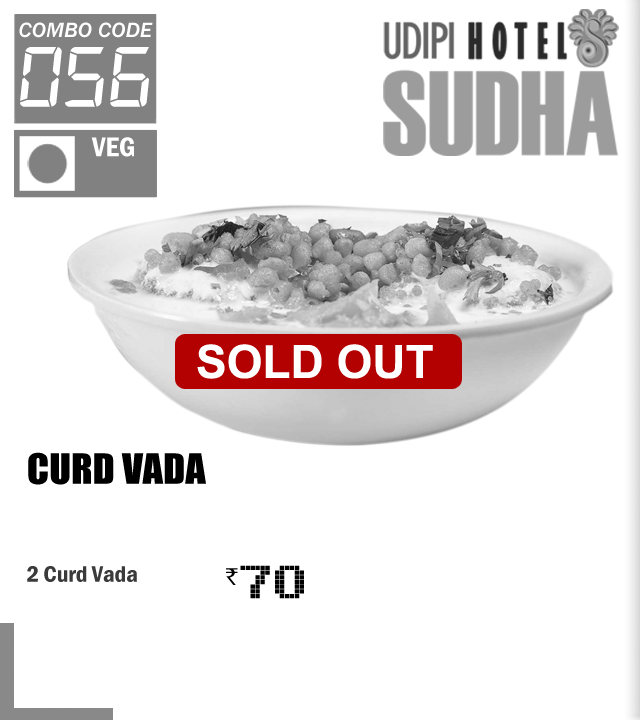 COMBO CODE
056
VEG
UDIPI HOTEL
SUDHA
SOLD OUT
CURD VADA
2 Curd Vada ₹70